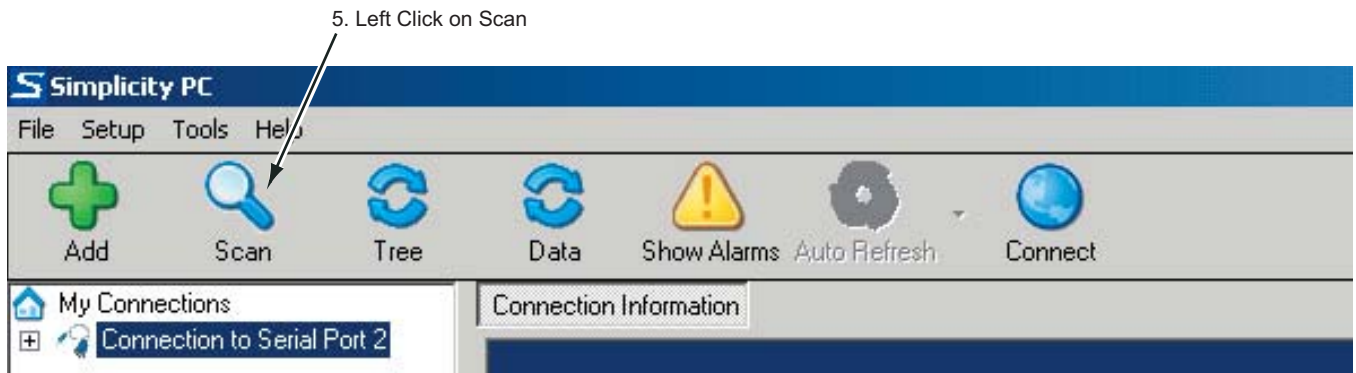 5. Left Click on Scan
Simplicity PC
File Setup Tools Help
Add Scan Tree Data Show Alarms Auto Refresh Connect
My Connections Connection Information
Connection to Serial Port 2